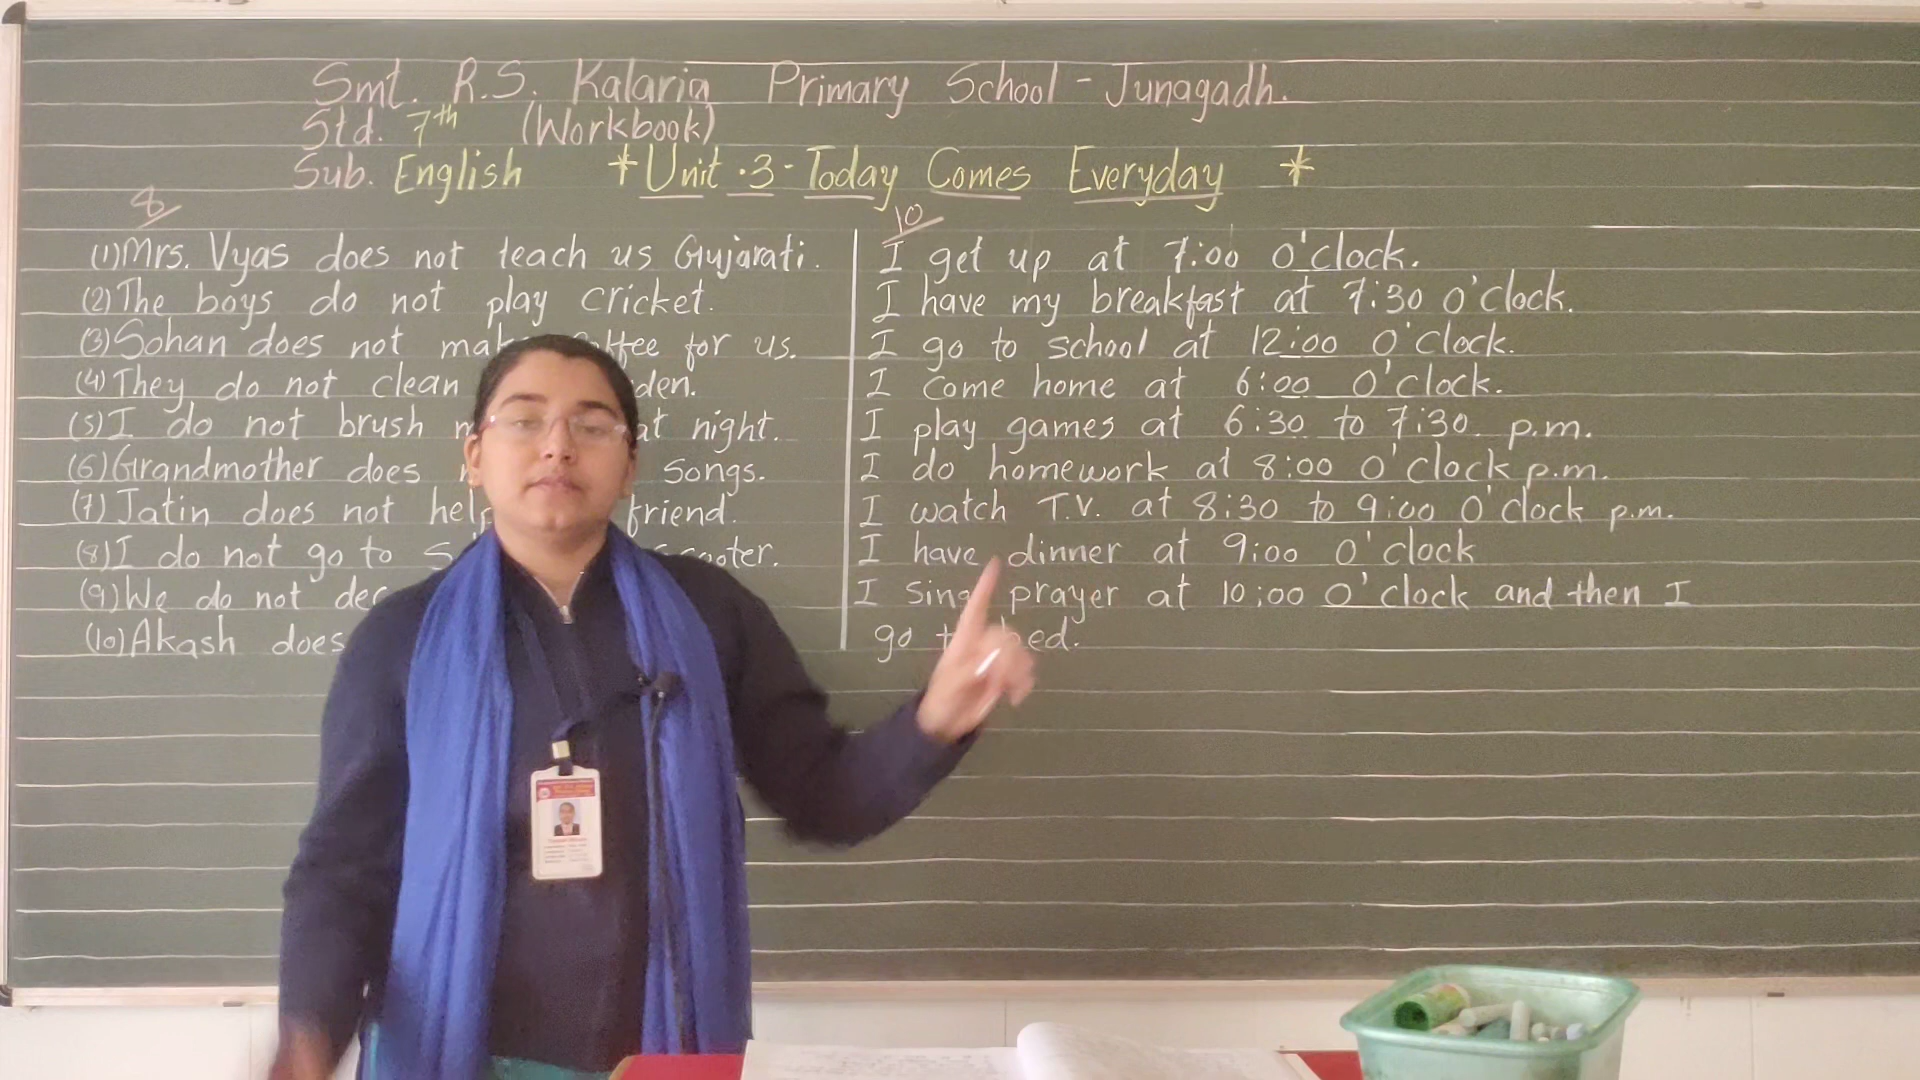 Smt. R.S. Kalaria Primary School - Junagadh.
Std. 7th (Workbook)
Sub. English * Unit.3 - Today Comes Everyday *
8
(1) Mrs. Vyas does not teach us Gujarati.
(2) The boys do not play cricket.
(3) Sohan does not for us.
(4) They do not clean
(5) I do not brush at night.
(6) Grandmother does songs.
(7) Jatin does not friend.
(8) I do not go to
(9) We do not
(10) Akash does
10
I get up at 7:00 O'clock.
I have my breakfast at 7:30 O'clock.
I go to school at 12:00 O'clock.
I come home at 6:00 O'clock.
I play games at 6:30 to 7:30 p.m.
I do homework at 8:00 O'clock p.m.
I watch T.V. at 8:30 to 9:00 O'clock p.m.
I have dinner at 9:00 O'clock
I prayer at 10:00 O'clock and then I
go bed.